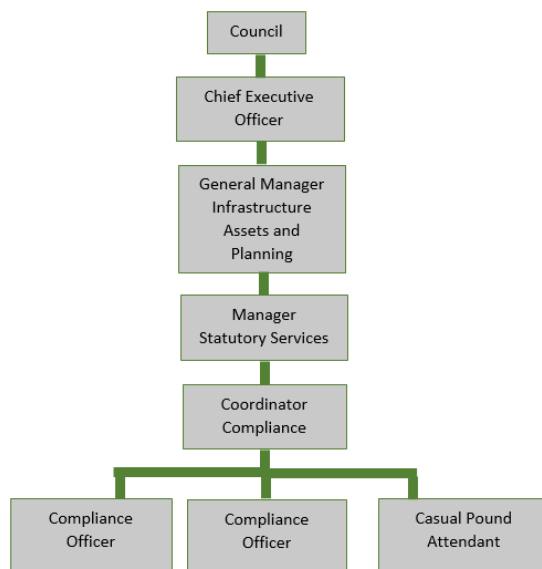 Council
Chief Executive
Officer
General Manager
Infrastructure
Assets and
Planning
Manager
Statutory Services
Coordinator
Compliance
Compliance
Officer
Compliance
Officer
Casual Pound
Attendant